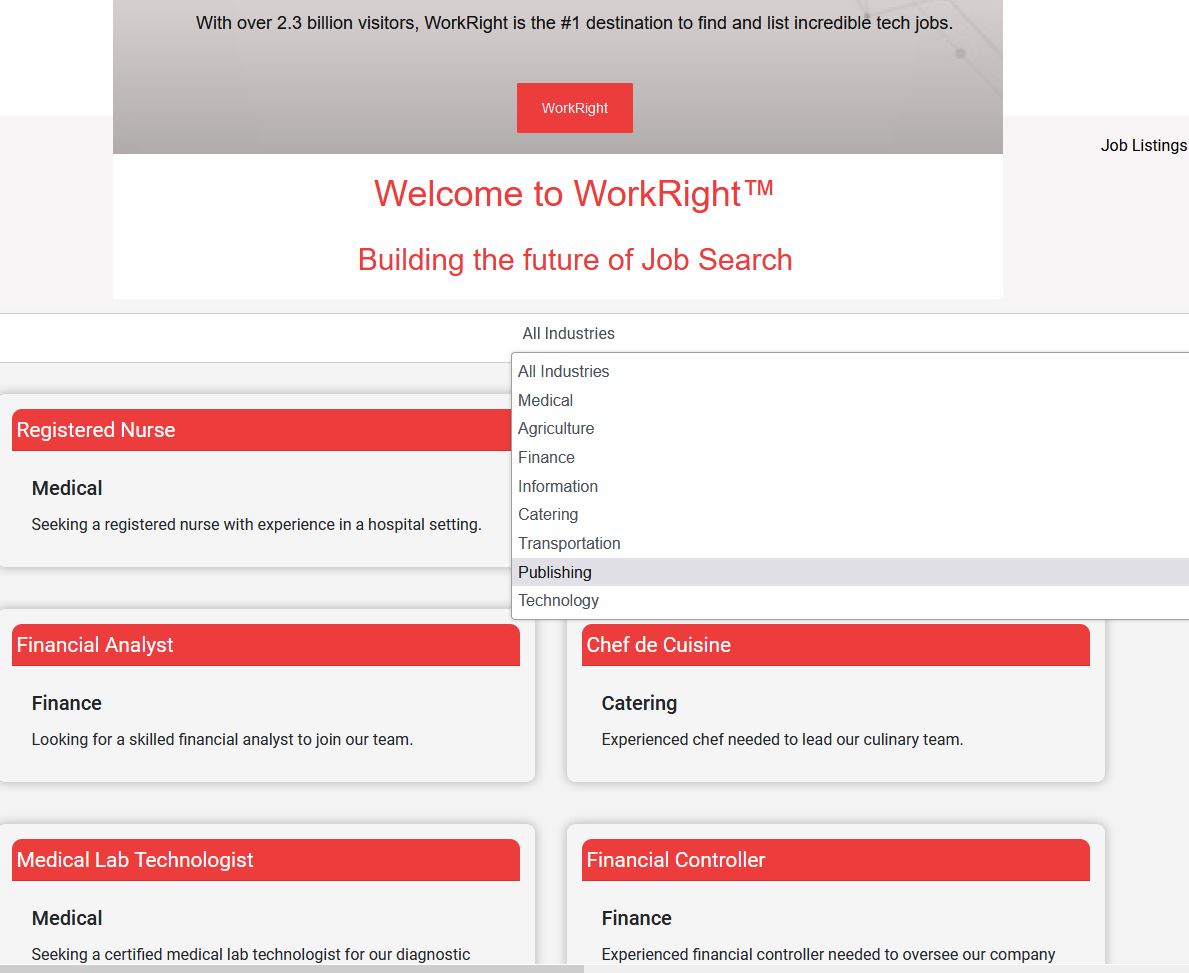 With over 2.3 billion visitors, WorkRight is the #1 destination to find and list incredible tech jobs.
WorkRight
Job Listings
Welcome to WorkRight™
Building the future of Job Search
All Industries
All Industries
Medical
Agriculture
Finance
Information
Catering
Transportation
Publishing
Technology
Registered Nurse
Medical
Seeking a registered nurse with experience in a hospital setting.
Financial Analyst
Finance
Looking for a skilled financial analyst to join our team.
Chef de Cuisine
Catering
Experienced chef needed to lead our culinary team.
Medical Lab Technologist
Medical
Seeking a certified medical lab technologist for our diagnostic
Financial Controller
Finance
Experienced financial controller needed to oversee our company